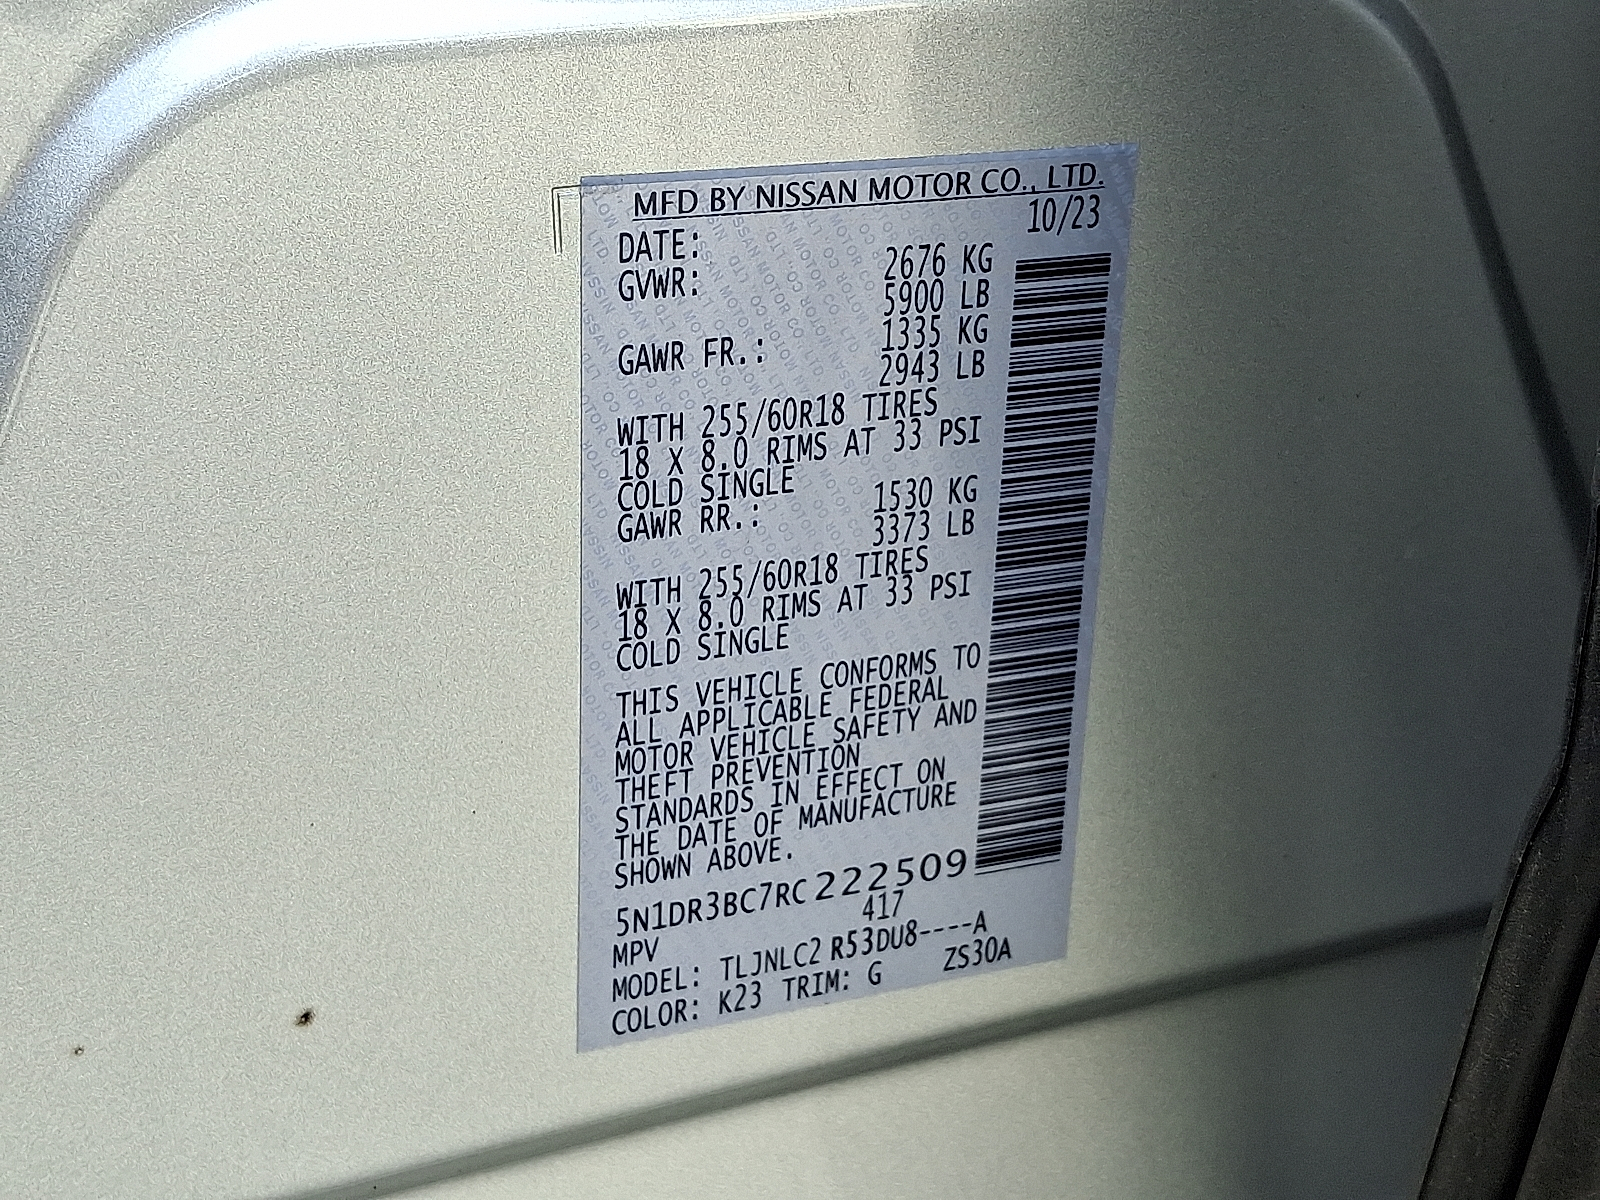 MFD BY NISSAN MOTOR CO., LTD.
DATE: 10/23
GVWR: 2676 KG
5900 LB
GAWR FR.: 1335 KG
2943 LB
WITH 255/60R18 TIRES
18 X 8.0 RIMS AT 33 PSI
COLD SINGLE
GAWR RR.: 1530 KG
3373 LB
WITH 255/60R18 TIRES
18 X 8.0 RIMS AT 33 PSI
COLD SINGLE
THIS VEHICLE CONFORMS TO
ALL APPLICABLE FEDERAL
MOTOR VEHICLE SAFETY AND
THEFT PREVENTION
STANDARDS IN EFFECT ON
THE DATE OF MANUFACTURE
SHOWN ABOVE.
5N1DR3BC7RC222509
MPV 417
MODEL: TLJNLC2 R53DU8----A
COLOR: K23 TRIM: G ZS30A